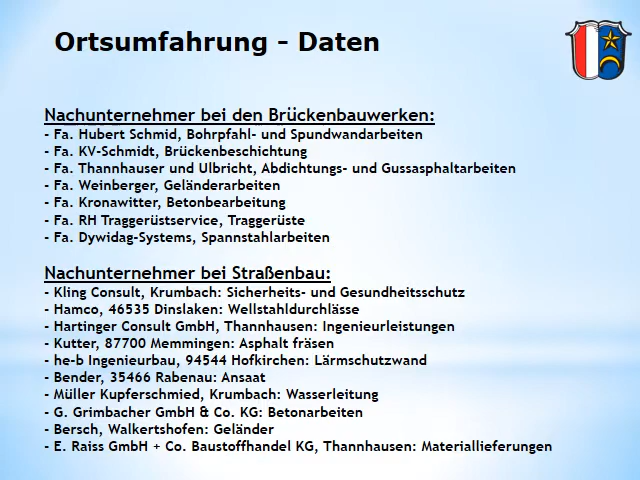 Ortsumfahrung - Daten
Nachunternehmer bei den Brückenbauwerken:
- Fa. Hubert Schmid, Bohrpfahl- und Spundwandarbeiten
- Fa. KV-Schmidt, Brückenbeschichtung
- Fa. Thannhauser und Ulbricht, Abdichtungs- und Gussasphaltarbeiten
- Fa. Weinberger, Geländerarbeiten
- Fa. Kronawitter, Betonbearbeitung
- Fa. RH Traggerüstservice, Traggerüste
- Fa. Dywidag-Systems, Spannstahlarbeiten
Nachunternehmer bei Straßenbau:
- Kling Consult, Krumbach: Sicherheits- und Gesundheitsschutz
- Hamco, 46535 Dinslaken: Wellstahldurchlässe
- Hartinger Consult GmbH, Thannhausen: Ingenieurleistungen
- Kutter, 87700 Memmingen: Asphalt fräsen
- he-b Ingenieurbau, 94544 Hofkirchen: Lärmschutzwand
- Bender, 35466 Rabenau: Ansaat
- Müller Kupferschmied, Krumbach: Wasserleitung
- G. Grimbacher GmbH & Co. KG: Betonarbeiten
- Bersch, Walkertshofen: Geländer
- E. Raiss GmbH + Co. Baustoffhandel KG, Thannhausen: Materiallieferungen